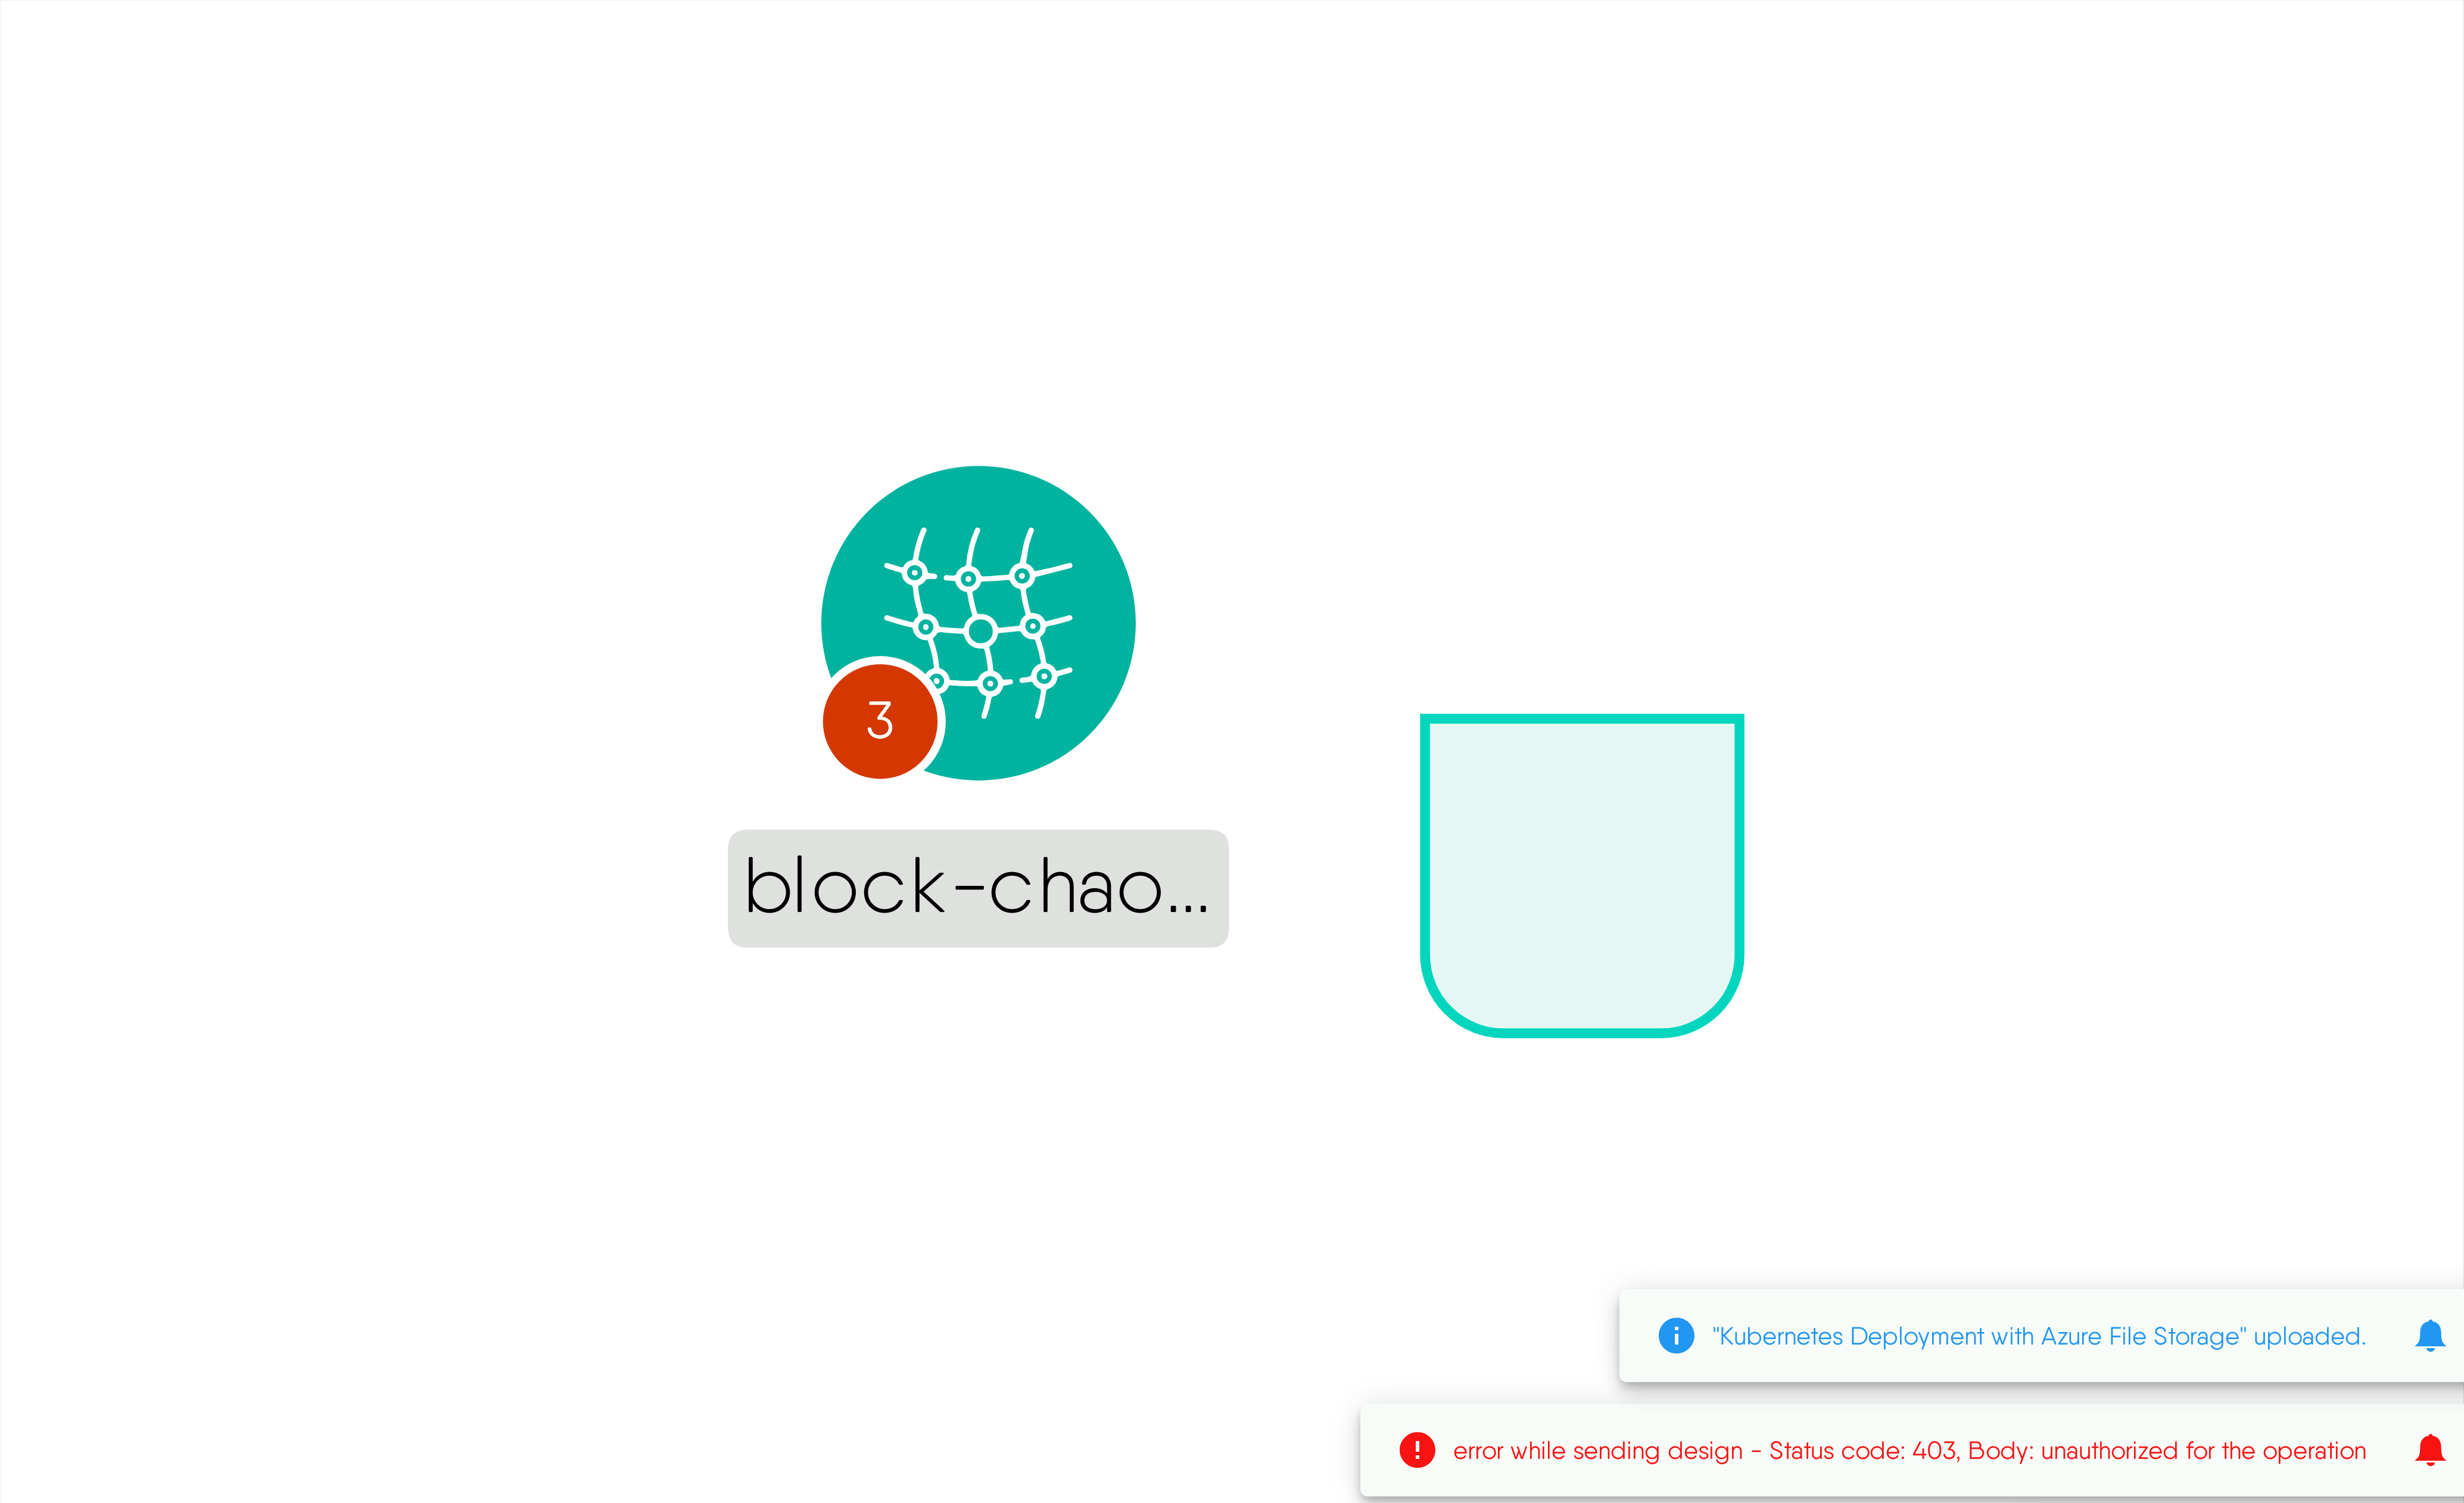 3
block-chao...
"Kubernetes Deployment with Azure File Storage" uploaded.
error while sending design - Status code: 403, Body: unauthorized for the operation